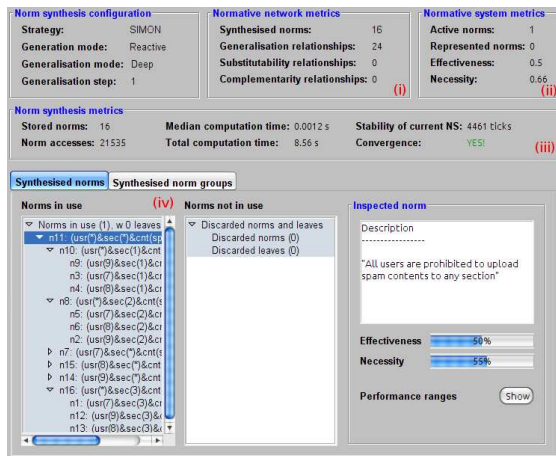 Norm synthesis configuration
Strategy: SIMON
Generation mode: Reactive
Generalisation mode: Deep
Generalisation step: 1
Normative network metrics
Synthesised norms: 16
Generalisation relationships: 24
Substitutability relationships: 0
Complementarity relationships: 0
(i)
Normative system metrics
Active norms: 1
Represented norms: 0
Effectiveness: 0.5
Necessity: 0.66
(ii)
Norm synthesis metrics
Stored norms: 16 Median computation time: 0.0012 s Stability of current NS: 4461 ticks
Norm accesses: 21535 Total computation time: 8.56 s Convergence: YES!
(iii)
Synthesised norms Synthesised norm groups
Norms in use (iv)
Norms in use (1), w 0 leaves
n11: (usr(*)&sec(*)&cnt(sp
n10: (usr(*)&sec(1)&cnt
n9: (usr(9)&sec(1)&cr
n3: (usr(7)&sec(1)&cr
n4: (usr(8)&sec(1)&cr
n8: (usr(*)&sec(2)&cnt(s
n5: (usr(7)&sec(2)&cr
n6: (usr(8)&sec(2)&cr
n2: (usr(9)&sec(2)&cr
n7: (usr(7)&sec(*)&cnt(s
n15: (usr(8)&sec(*)&cnt
n14: (usr(9)&sec(*)&cnt
n16: (usr(*)&sec(3)&cnt
n1: (usr(7)&sec(3)&cr
n12: (usr(9)&sec(3)&c
n13: (usr(8)&sec(3)&c
Norms not in use
Discarded norms and leaves
Discarded norms (0)
Discarded leaves (0)
Inspected norm
Description
-----------------
"All users are prohibited to upload
spam contents to any section"
Effectiveness 50%
Necessity 55%
Performance ranges Show